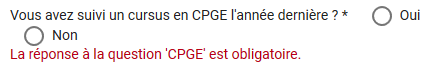 Vous avez suivi un cursus en CPGE l'année dernière ? * Oui
Non
La réponse à la question 'CPGE' est obligatoire.